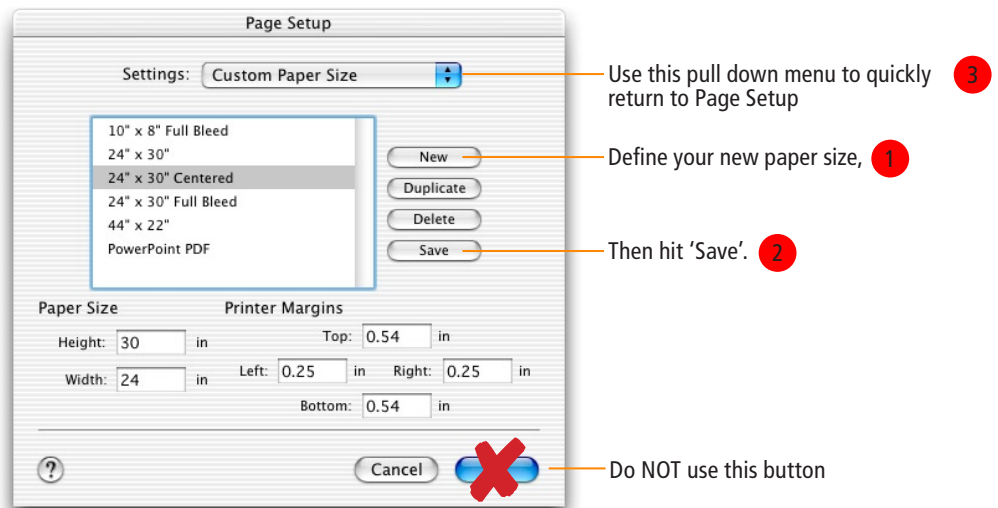 Page Setup
Settings: Custom Paper Size
Use this pull down menu to quickly
return to Page Setup
3
10" x 8" Full Bleed
24" x 30"
24" x 30" Centered
24" x 30" Full Bleed
44" x 22"
PowerPoint PDF
New
Duplicate
Delete
Save
Define your new paper size,
1
Then hit ‘Save’.
2
Paper Size
Height: 30 in
Width: 24 in
Printer Margins
Top: 0.54 in
Left: 0.25 in Right: 0.25 in
Bottom: 0.54 in
?
Cancel
Do NOT use this button